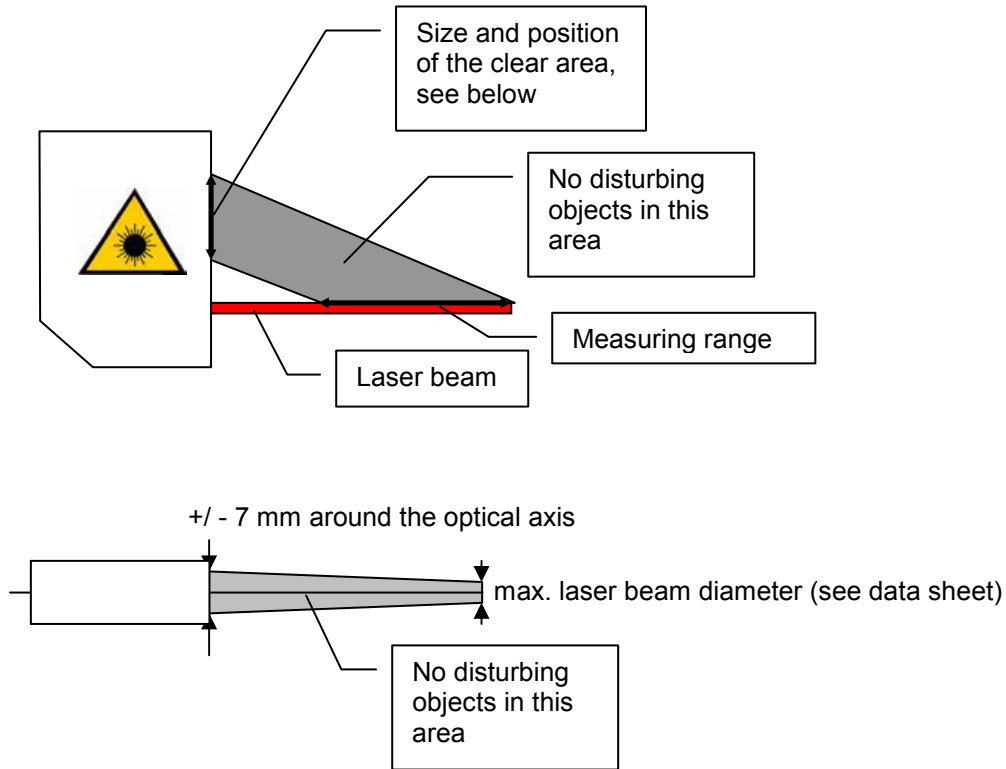 Size and position
of the clear area,
see below
No disturbing
objects in this
area
Measuring range
Laser beam
+/ - 7 mm around the optical axis
max. laser beam diameter (see data sheet)
No disturbing
objects in this
area